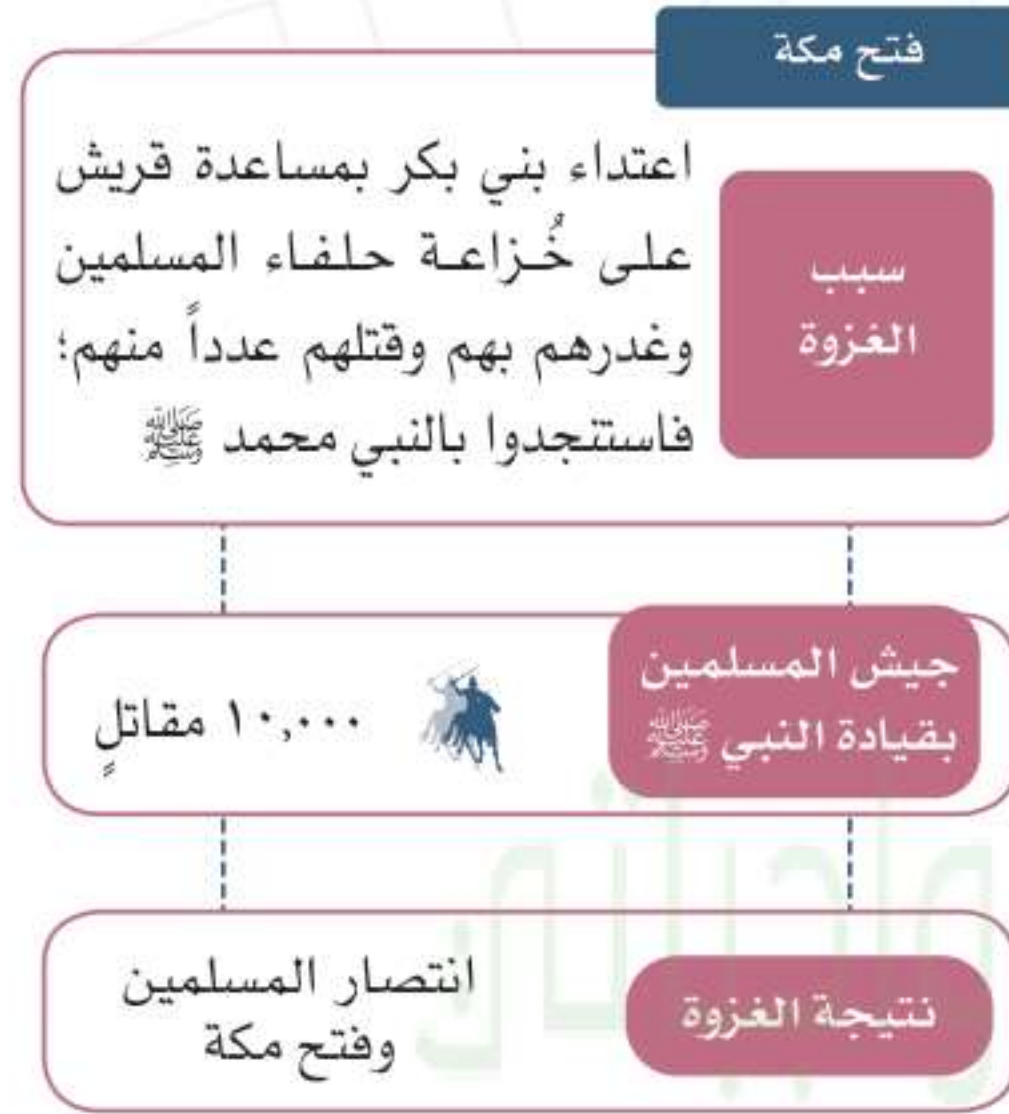 فتح مكة
سبب
الغزوة
اعتداء بني بكر بمساعدة قريش
على خُزاعة حلفاء المسلمين
وغدرهم بهم وقتلهم عدداً منهم؛
فاستنجدوا بالنبي محمد ﷺ
جيش المسلمين
بقيادة النبي ﷺ
١٠,٠٠٠ مقاتلٍ
نتيجة الغزوة
انتصار المسلمين
وفتح مكة
واجباتي